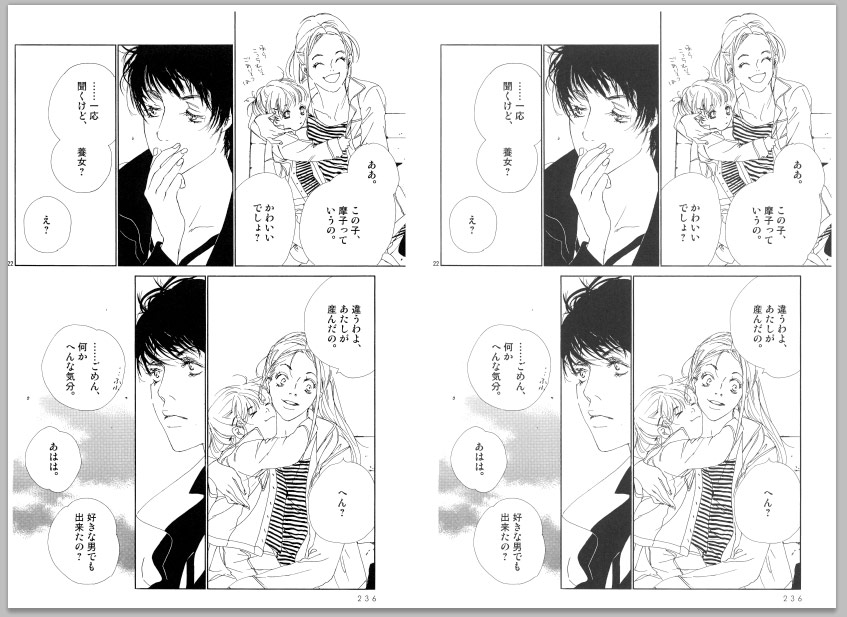 ああ。
この子、
摩子って
いうの。
かわいい
でしょ？
……一応
聞くけど、
養女？
え？
22
違うわよ、
あたしが
産んだの。
へん？
……ごめん、
何か
へんな気分。
あはは。
好きな男でも
出来たの？
236
ああ。
この子、
摩子って
いうの。
かわいい
でしょ？
……一応
聞くけど、
養女？
え？
22
違うわよ、
あたしが
産んだの。
へん？
……ごめん、
何か
へんな気分。
あはは。
好きな男でも
出来たの？
236